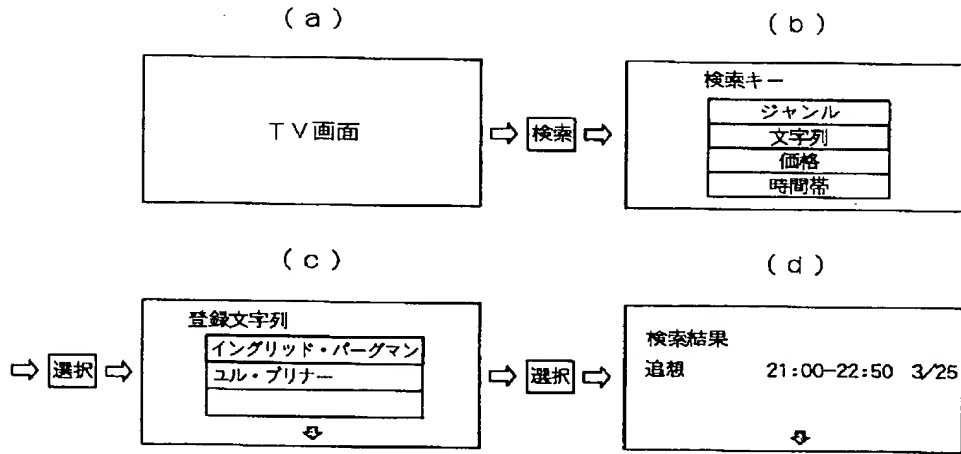 (a)
(b)
TV画面
検索
検索キー
ジャンル
文字列
価格
時間帯
(c)
(d)
選択
登録文字列
イングリッド・バーグマン
ユル・ブリナー
選択
検索結果
追想 21:00-22:50 3/25